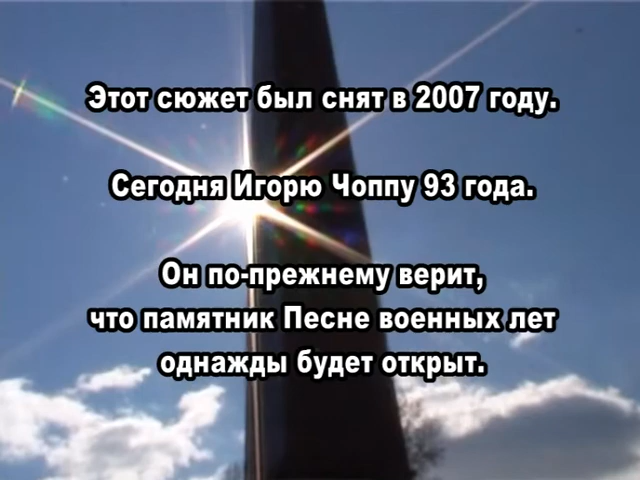 Этот сюжет был снят в 2007 году.
Сегодня Игорю Чоппу 93 года.
Он по-прежнему верит,
что памятник Песне военных лет
однажды будет открыт.